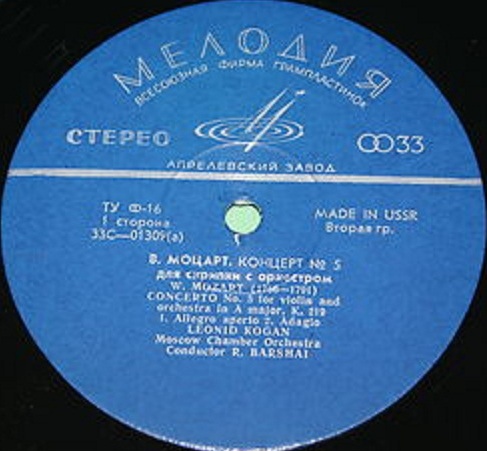 МЕЛОДИЯ
ВСЕСОЮЗНАЯ ФИРМА ГРАМПЛАСТИНОК
СТЕРЕО
33
АПРЕЛЕВСКИЙ ЗАВОД
ТУ Ф-16
1 сторона
33С—01309(а)
MADE IN USSR
Вторая гр.
В. МОЦАРТ. КОНЦЕРТ № 5
для скрипки с оркестром
W. MOZART (1756—1791)
CONCERTO No. 5 for violin and
orchestra in A major, K. 219
1. Allegro aperto 2. Adagio
LEONID KOGAN
Moscow Chamber Orchestra
Conductor R. BARSHAI